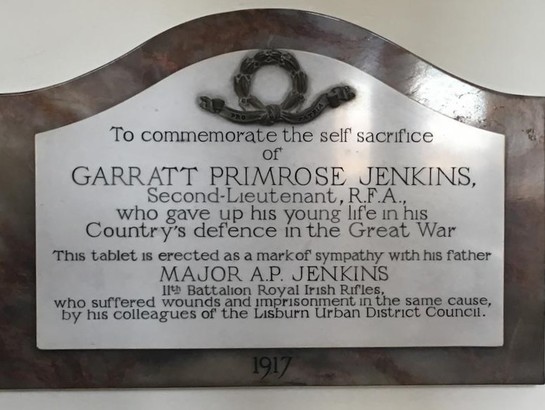 To commemorate the self sacrifice
of
GARRATT PRIMROSE JENKINS,
Second-Lieutenant, R.F.A.,
who gave up his young life in his
Country's defence in the Great War
This tablet is erected as a mark of sympathy with his father
MAJOR A.P. JENKINS
11th Battalion Royal Irish Rifles,
who suffered wounds and imprisonment in the same cause,
by his colleagues of the Lisburn Urban District Council.
1917